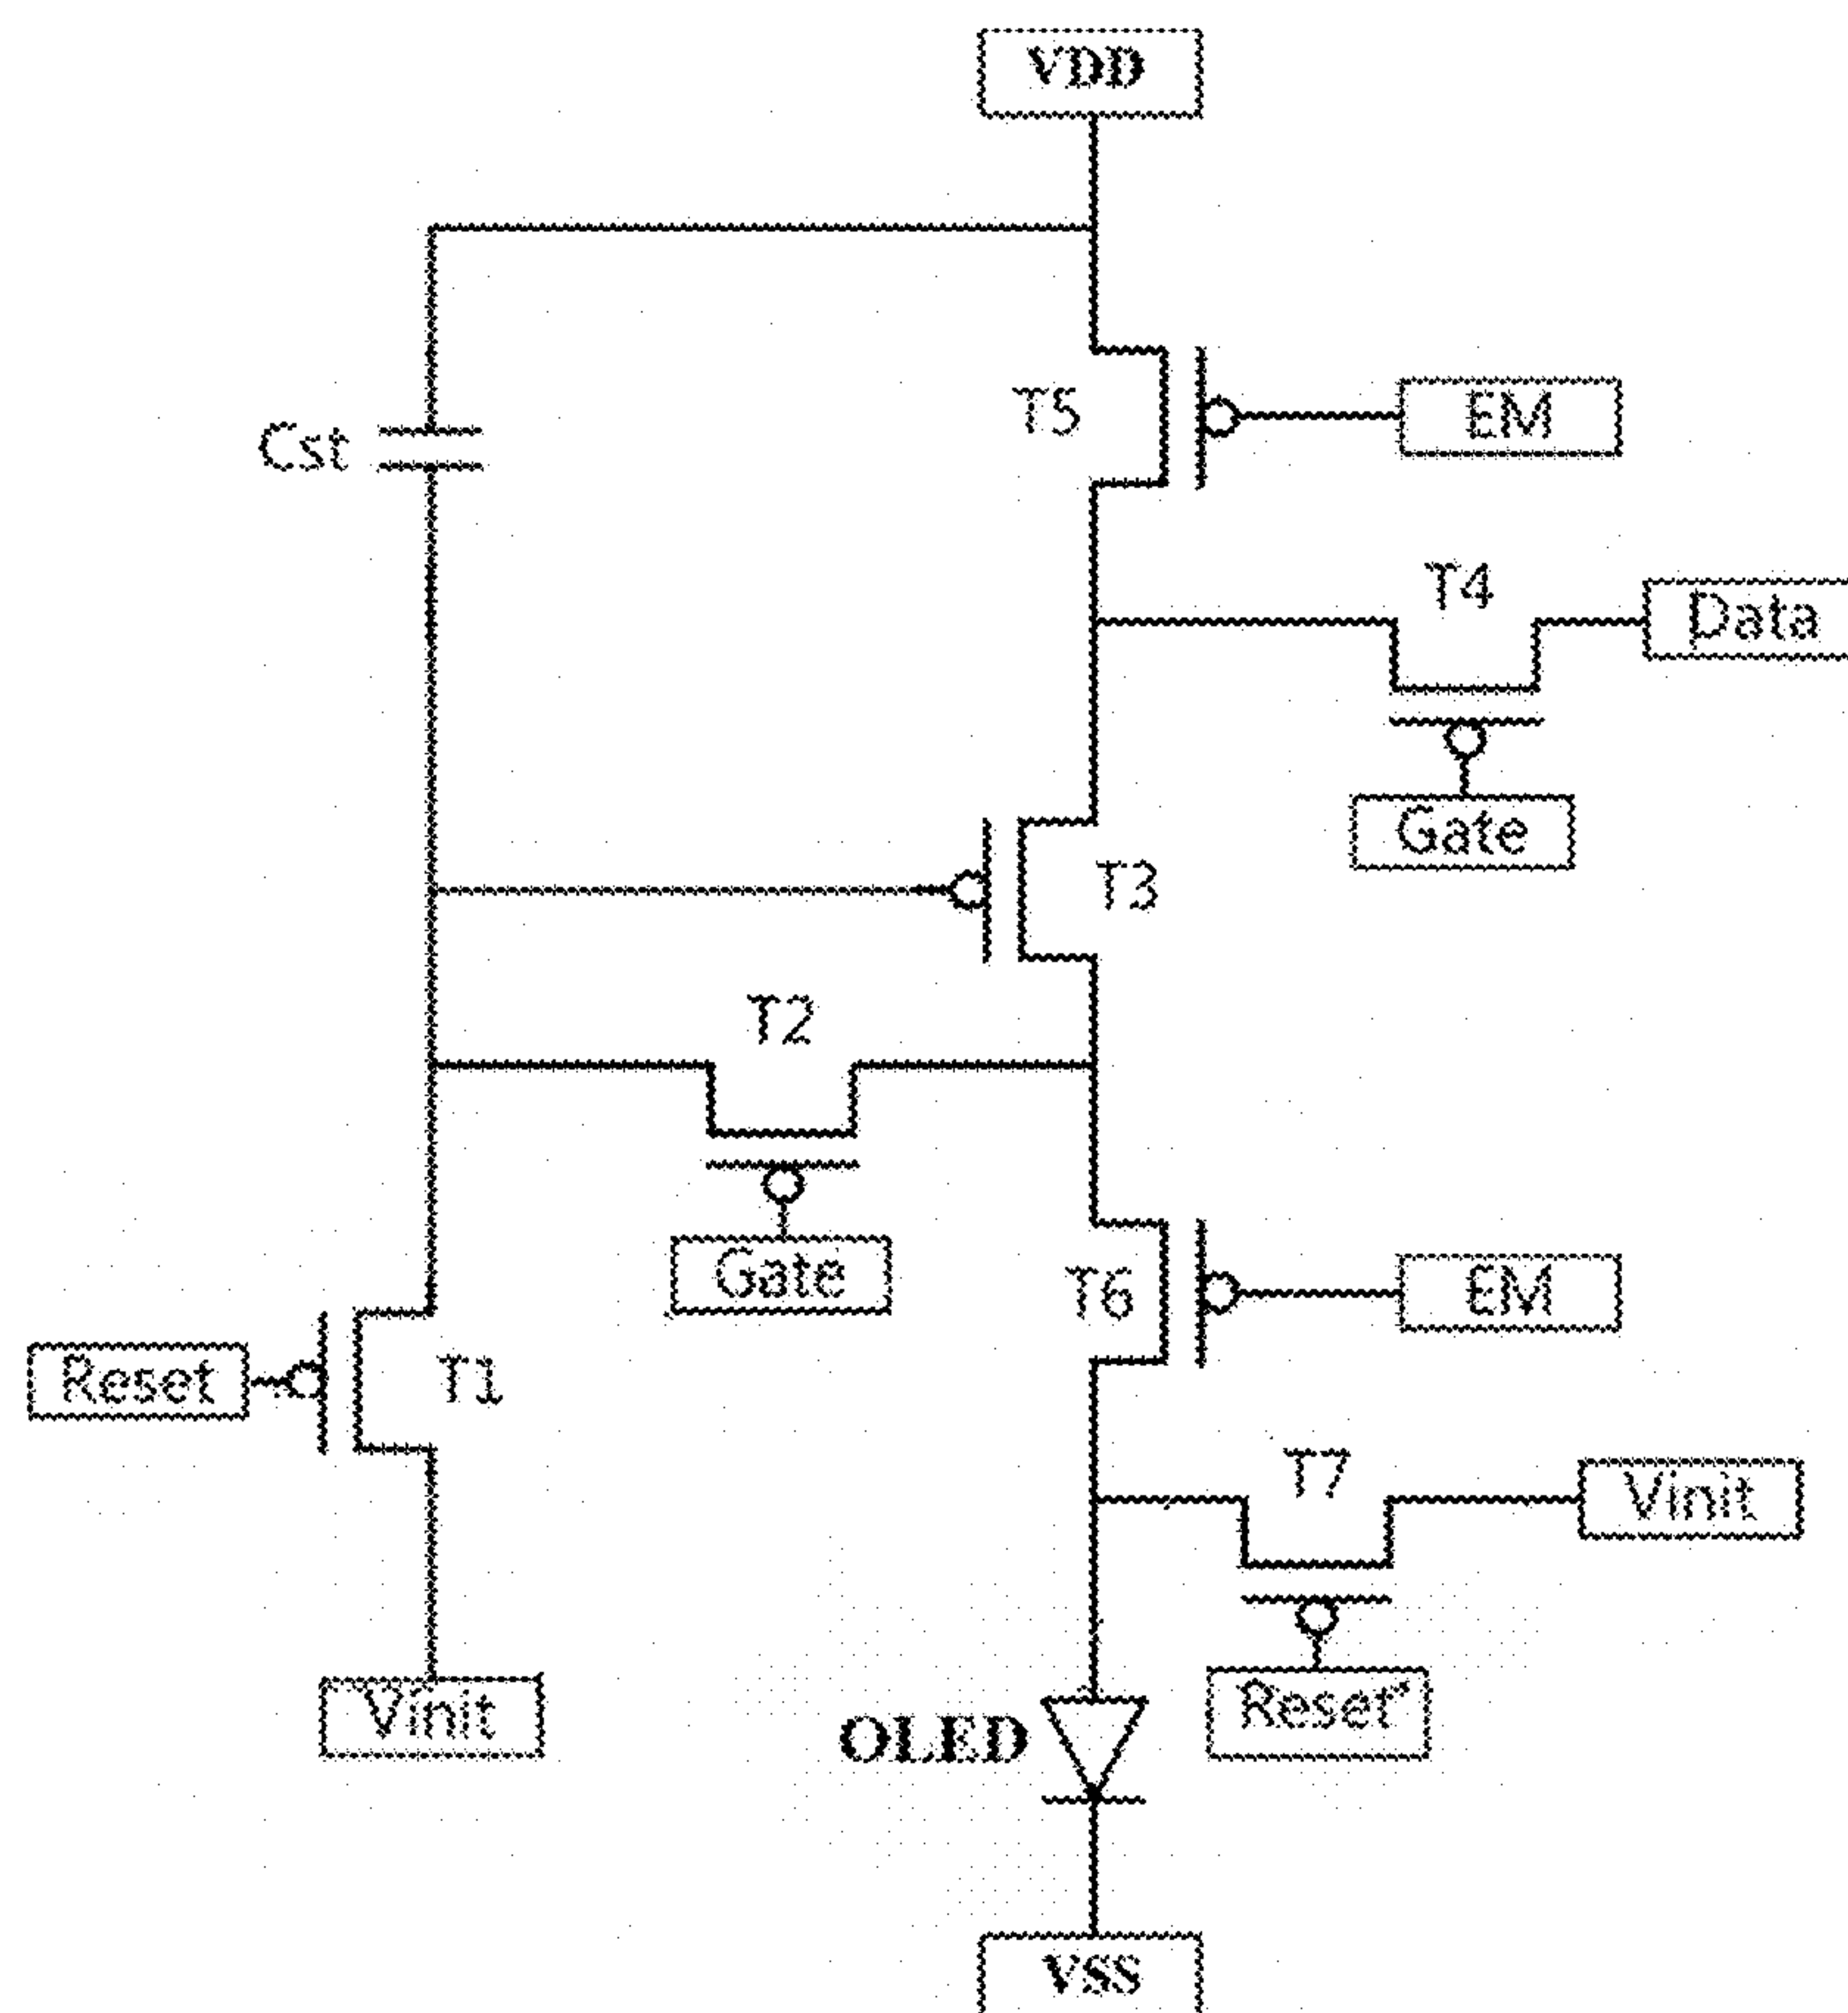 VDD
T5
EM
Cst
T4
Data
Gate
T3
T2
Gate
T6
EM
Reset
T1
T7
Vinit
Vinit
OLED
Reset'
VSS